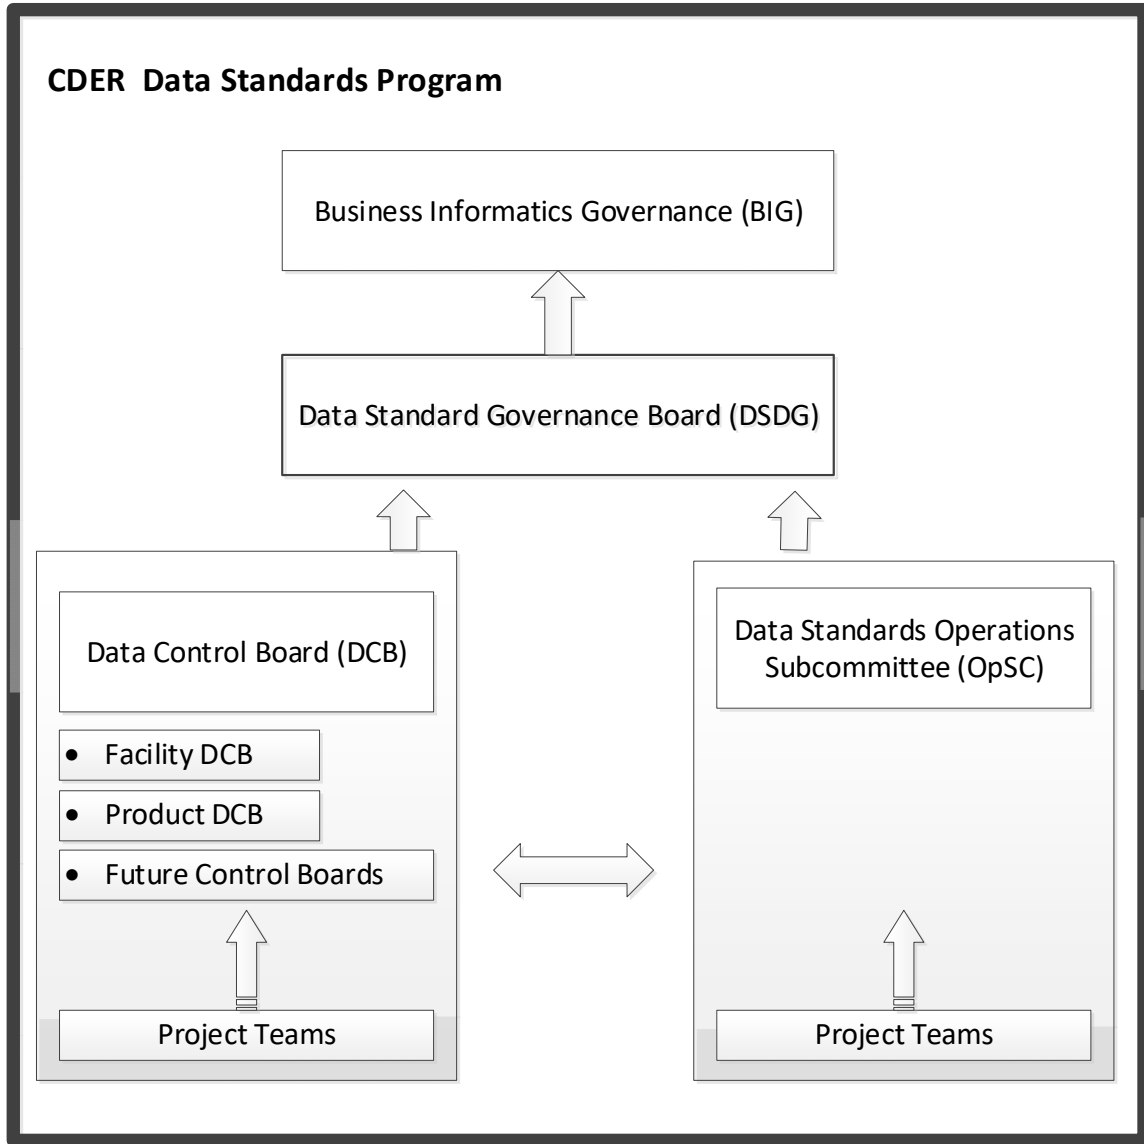 CDER Data Standards Program
Business Informatics Governance (BIG)
Data Standard Governance Board (DSDG)
Data Control Board (DCB)
• Facility DCB
• Product DCB
• Future Control Boards
Project Teams
Data Standards Operations
Subcommittee (OpSC)
Project Teams